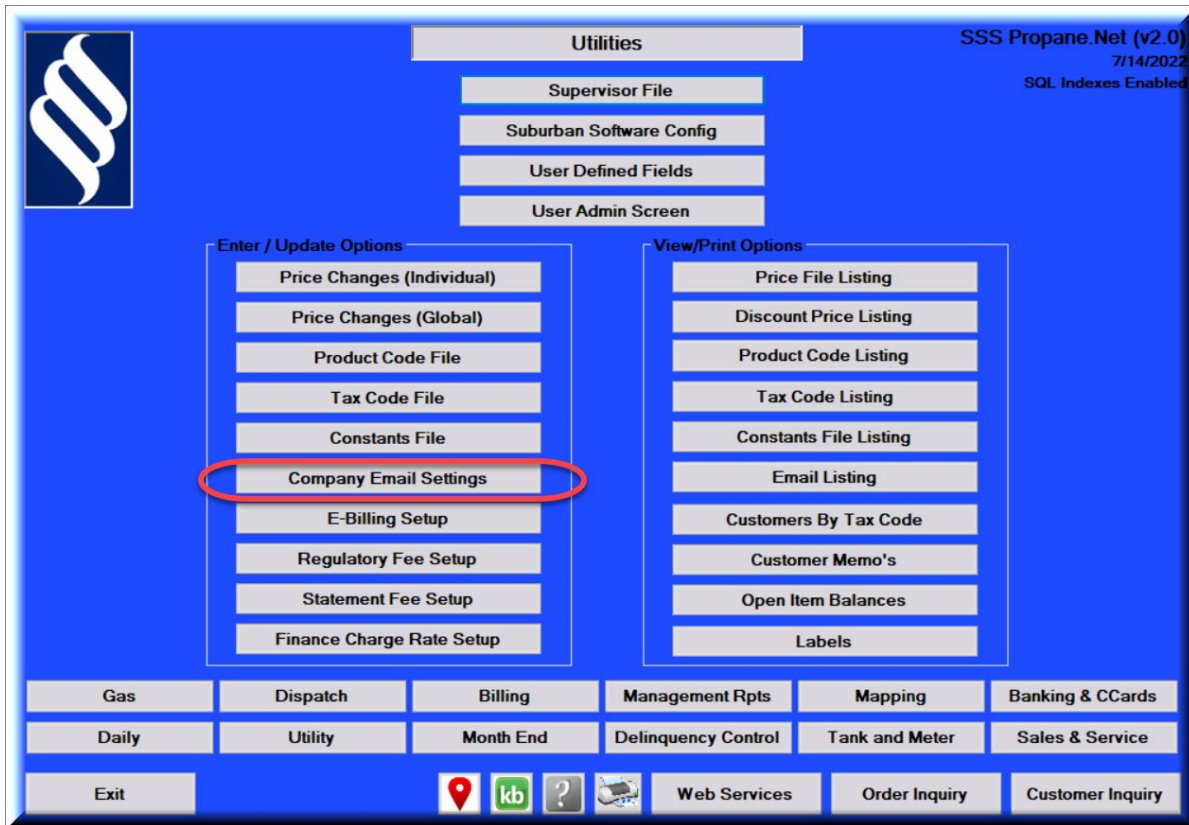 Utilities
SSS Propane.Net (v2.0)
7/14/2022
SQL Indexes Enabled
Supervisor File
Suburban Software Config
User Defined Fields
User Admin Screen
Enter / Update Options
Price Changes (Individual)
Price Changes (Global)
Product Code File
Tax Code File
Constants File
Company Email Settings
E-Billing Setup
Regulatory Fee Setup
Statement Fee Setup
Finance Charge Rate Setup
View/Print Options
Price File Listing
Discount Price Listing
Product Code Listing
Tax Code Listing
Constants File Listing
Email Listing
Customers By Tax Code
Customer Memo's
Open Item Balances
Labels
Gas Dispatch Billing Management Rpts Mapping Banking & CCards
Daily Utility Month End Delinquency Control Tank and Meter Sales & Service
Exit kb ? Web Services Order Inquiry Customer Inquiry